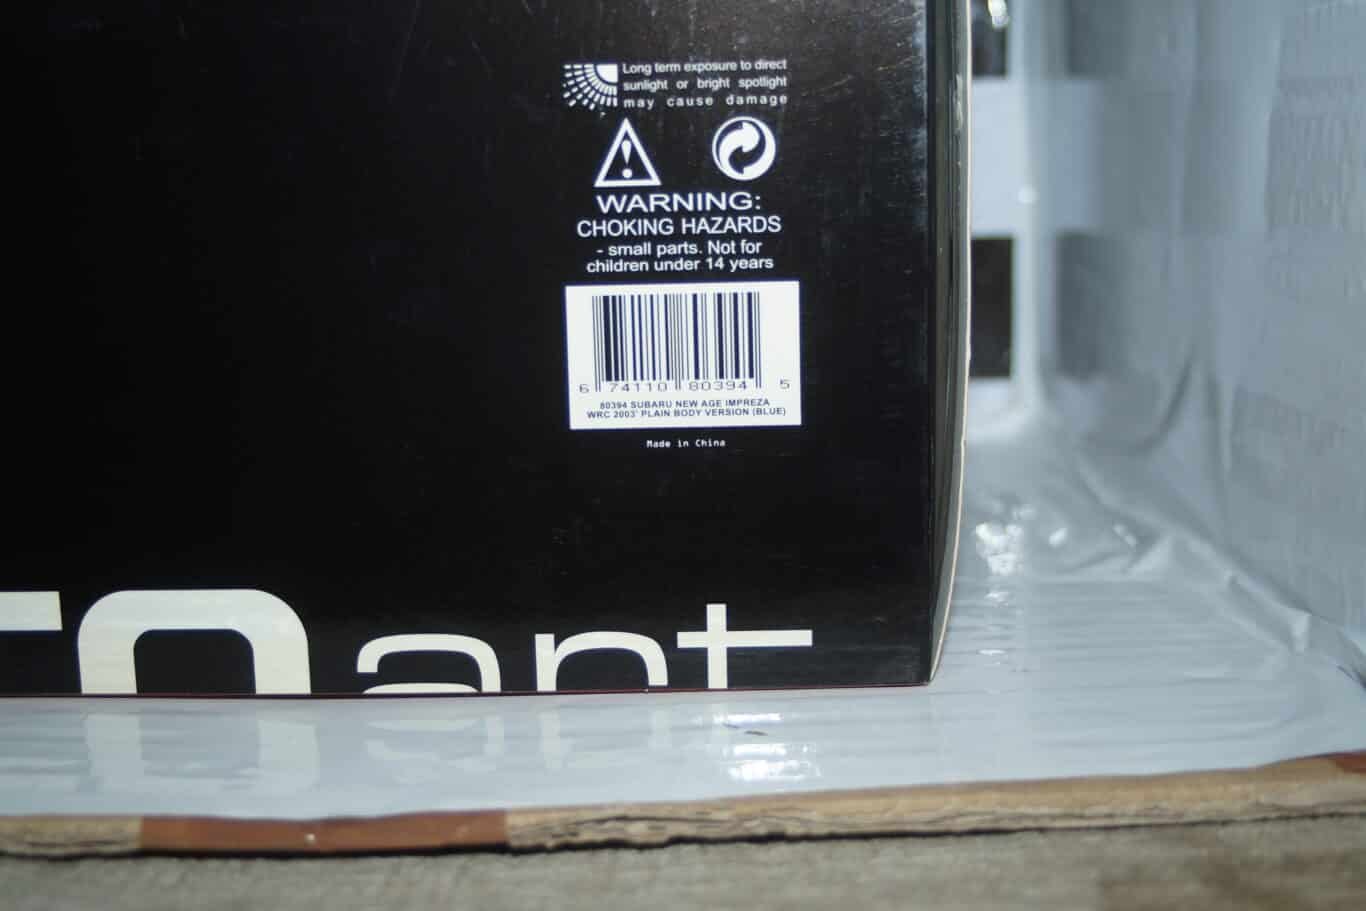 Long term exposure to direct
sunlight or bright spotlight
may cause damage
WARNING:
CHOKING HAZARDS
- small parts. Not for
children under 14 years
6 74110 80394 5
80394 SUBARU NEW AGE IMPREZA
WRC 2003' PLAIN BODY VERSION (BLUE)
Made in China
art